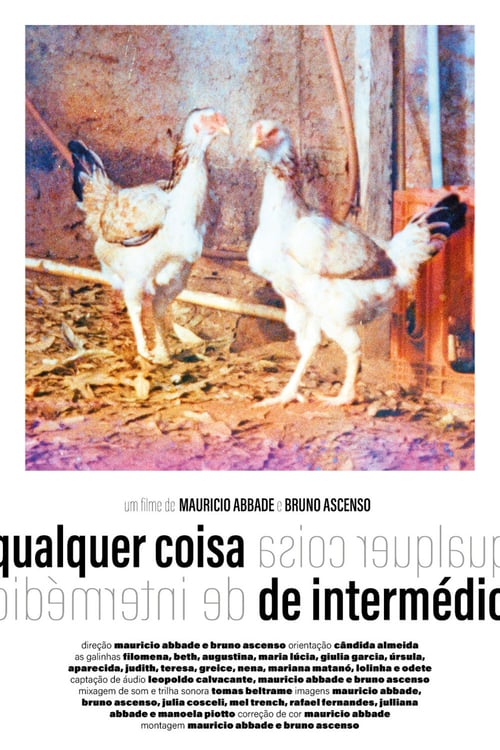 um filme de MAURICIO ABBADE e BRUNO ASCENSO
qualquer coisa qualquer coisa
de intermédio de intermédio
direção mauricio abbade e bruno ascenso orientação cândida almeida
as galinhas filomena, beth, augustina, maria lúcia, giulia garcia, úrsula,
aparecida, judith, teresa, greice, nena, mariana matanó, lolinha e odete
captação de áudio leopoldo calvacante, mauricio abbade e bruno ascenso
mixagem de som e trilha sonora tomas beltrame imagens mauricio abbade,
bruno ascenso, julia cosceli, mel trench, rafael fernandes, julliana
abbade e manoela piotto correção de cor mauricio abbade
montagem mauricio abbade e bruno ascenso